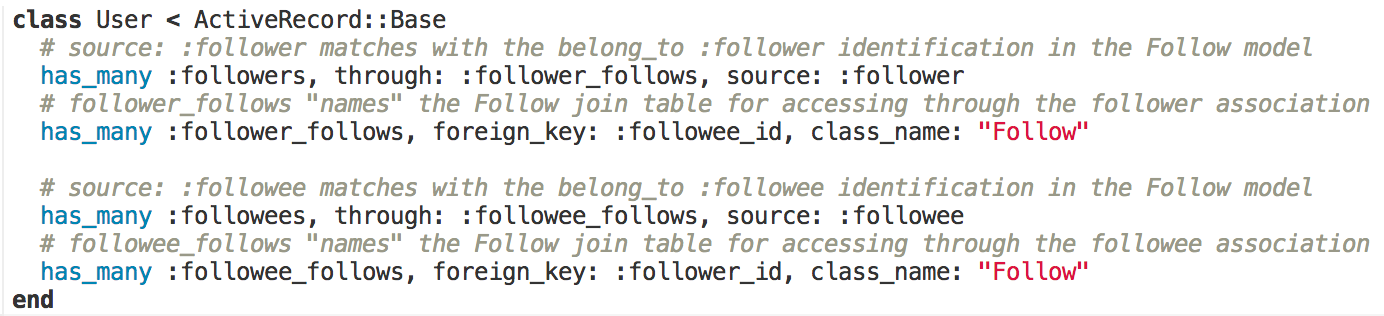 class User < ActiveRecord::Base
  # source: :follower matches with the belong_to :follower identification in the Follow model
  has_many :followers, through: :follower_follows, source: :follower
  # follower_follows "names" the Follow join table for accessing through the follower association
  has_many :follower_follows, foreign_key: :followee_id, class_name: "Follow"

  # source: :followee matches with the belong_to :followee identification in the Follow model
  has_many :followees, through: :followee_follows, source: :followee
  # followee_follows "names" the Follow join table for accessing through the followee association
  has_many :followee_follows, foreign_key: :follower_id, class_name: "Follow"
end